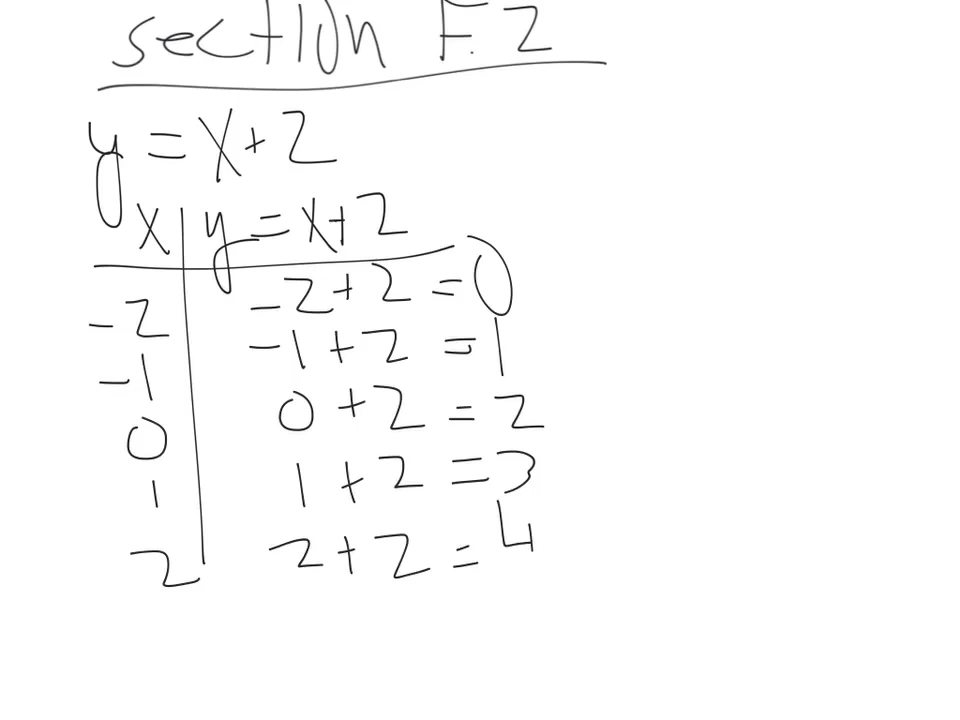 section F.2
y = x + 2
x | y = x + 2
-2 | -2 + 2 = 0
-1 | -1 + 2 = 1
0 | 0 + 2 = 2
1 | 1 + 2 = 3
2 | 2 + 2 = 4